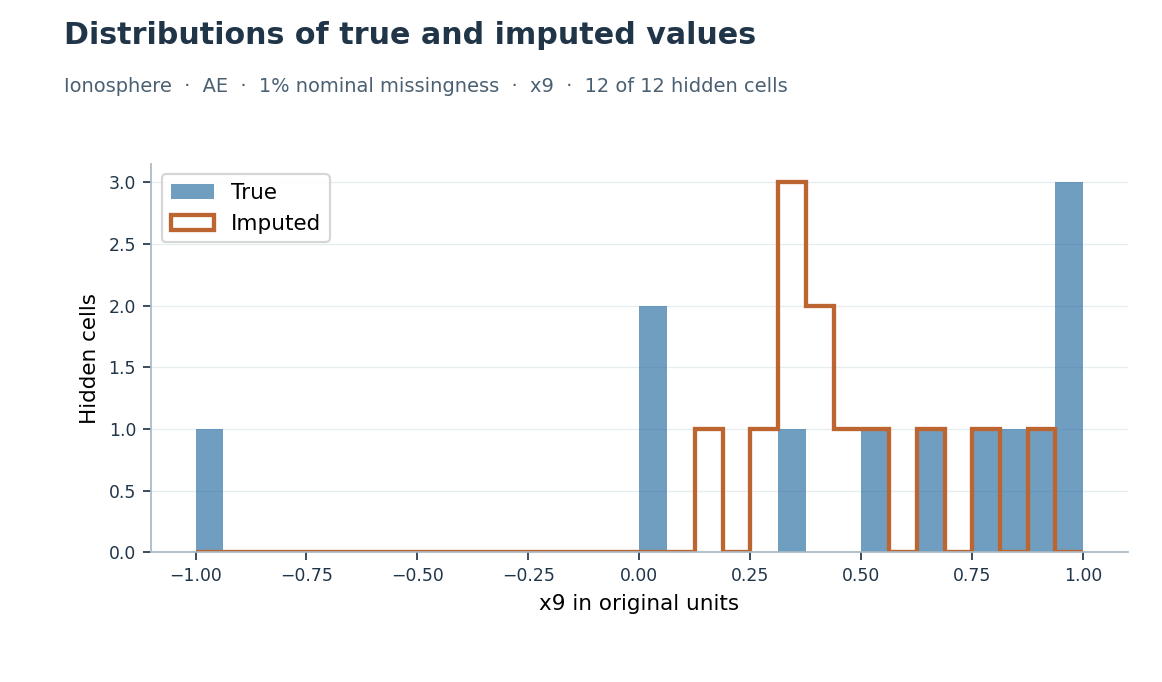 Distributions of true and imputed values
Ionosphere · AE · 1% nominal missingness · x9 · 12 of 12 hidden cells
True
Imputed
Hidden cells
3.0
2.5
2.0
1.5
1.0
0.5
0.0
−1.00 −0.75 −0.50 −0.25 0.00 0.25 0.50 0.75 1.00
x9 in original units